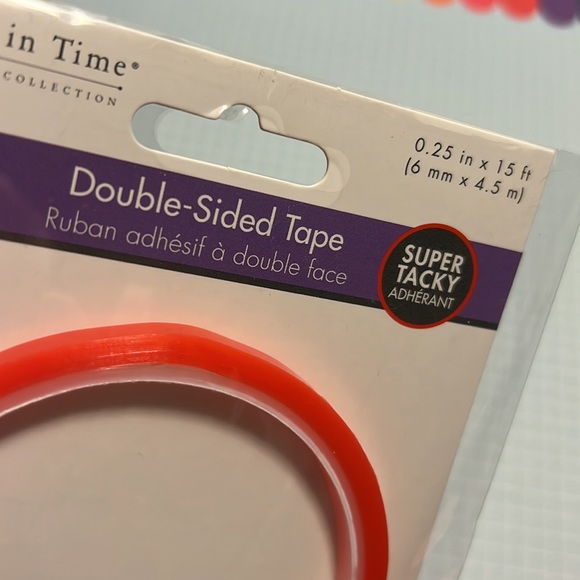 in Time®
COLLECTION
0.25 in x 15 ft
(6 mm x 4.5 m)
Double-Sided Tape
Ruban adhésif à double face
SUPER
TACKY
ADHÉRANT